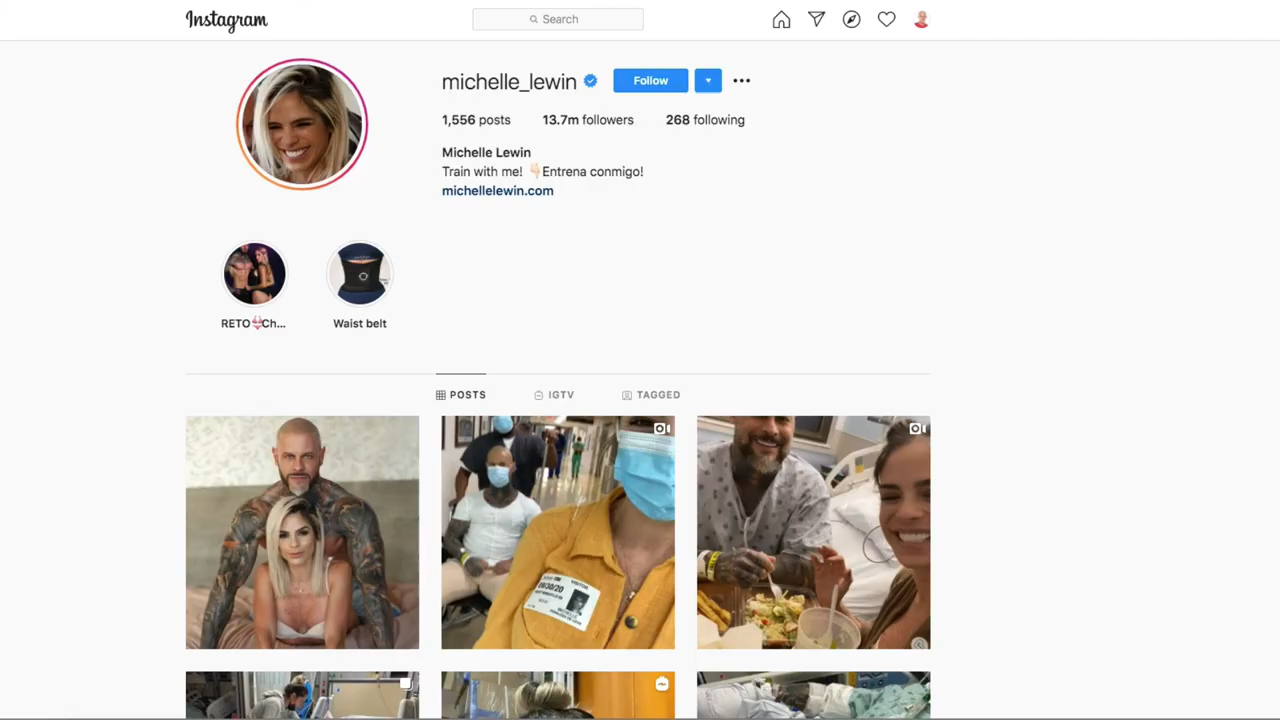 Instagram
Search
michelle_lewin
Follow
1,556 posts 13.7m followers 268 following
Michelle Lewin
Train with me! 👇🏻Entrena conmigo!
michellelewin.com
RETO👙Ch...
Waist belt
POSTS IGTV TAGGED
VISITOR